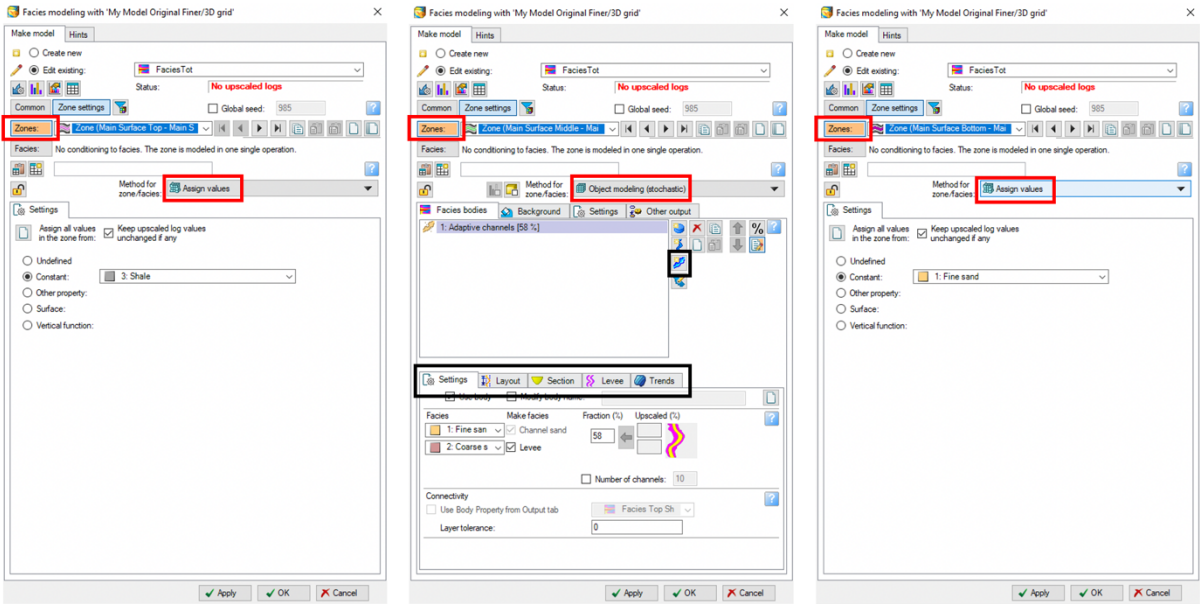 Facies modeling with 'My Model Original Finer/3D grid'
Make model Hints
Create new
Edit existing: FaciesTot
Status: No upscaled logs
Common Zone settings Global seed: 985
Zones: Zone (Main Surface Top - Main S
Facies: No conditioning to facies. The zone is modeled in one single operation.
Method for
zone/facies: Assign values
Settings
Assign all values
in the zone from: Keep upscaled log values
unchanged if any
Undefined
Constant: 3: Shale
Other property:
Surface:
Vertical function:
Apply OK Cancel
Facies modeling with 'My Model Original Finer/3D grid'
Make model Hints
Create new
Edit existing: FaciesTot
Status: No upscaled logs
Common Zone settings Global seed: 985
Zones: Zone (Main Surface Middle - Mai
Facies: No conditioning to facies. The zone is modeled in one single operation.
Method for
zone/facies: Object modeling (stochastic)
Facies bodies Background Settings Other output
1: Adaptive channels [58 %]
%
Settings Layout Section Levee Trends
Use body Modify body name:
Facies Make facies Fraction (%) Upscaled (%)
1: Fine san Channel sand 58
2: Coarse s Levee
Number of channels: 10
Connectivity
Use Body Property from Output tab Facies Top Sh
Layer tolerance: 0
Apply OK Cancel
Facies modeling with 'My Model Original Finer/3D grid'
Make model Hints
Create new
Edit existing: FaciesTot
Status: No upscaled logs
Common Zone settings Global seed: 985
Zones: Zone (Main Surface Bottom - Mai
Facies: No conditioning to facies. The zone is modeled in one single operation.
Method for
zone/facies: Assign values
Settings
Assign all values
in the zone from: Keep upscaled log values
unchanged if any
Undefined
Constant: 1: Fine sand
Other property:
Surface:
Vertical function:
Apply OK Cancel